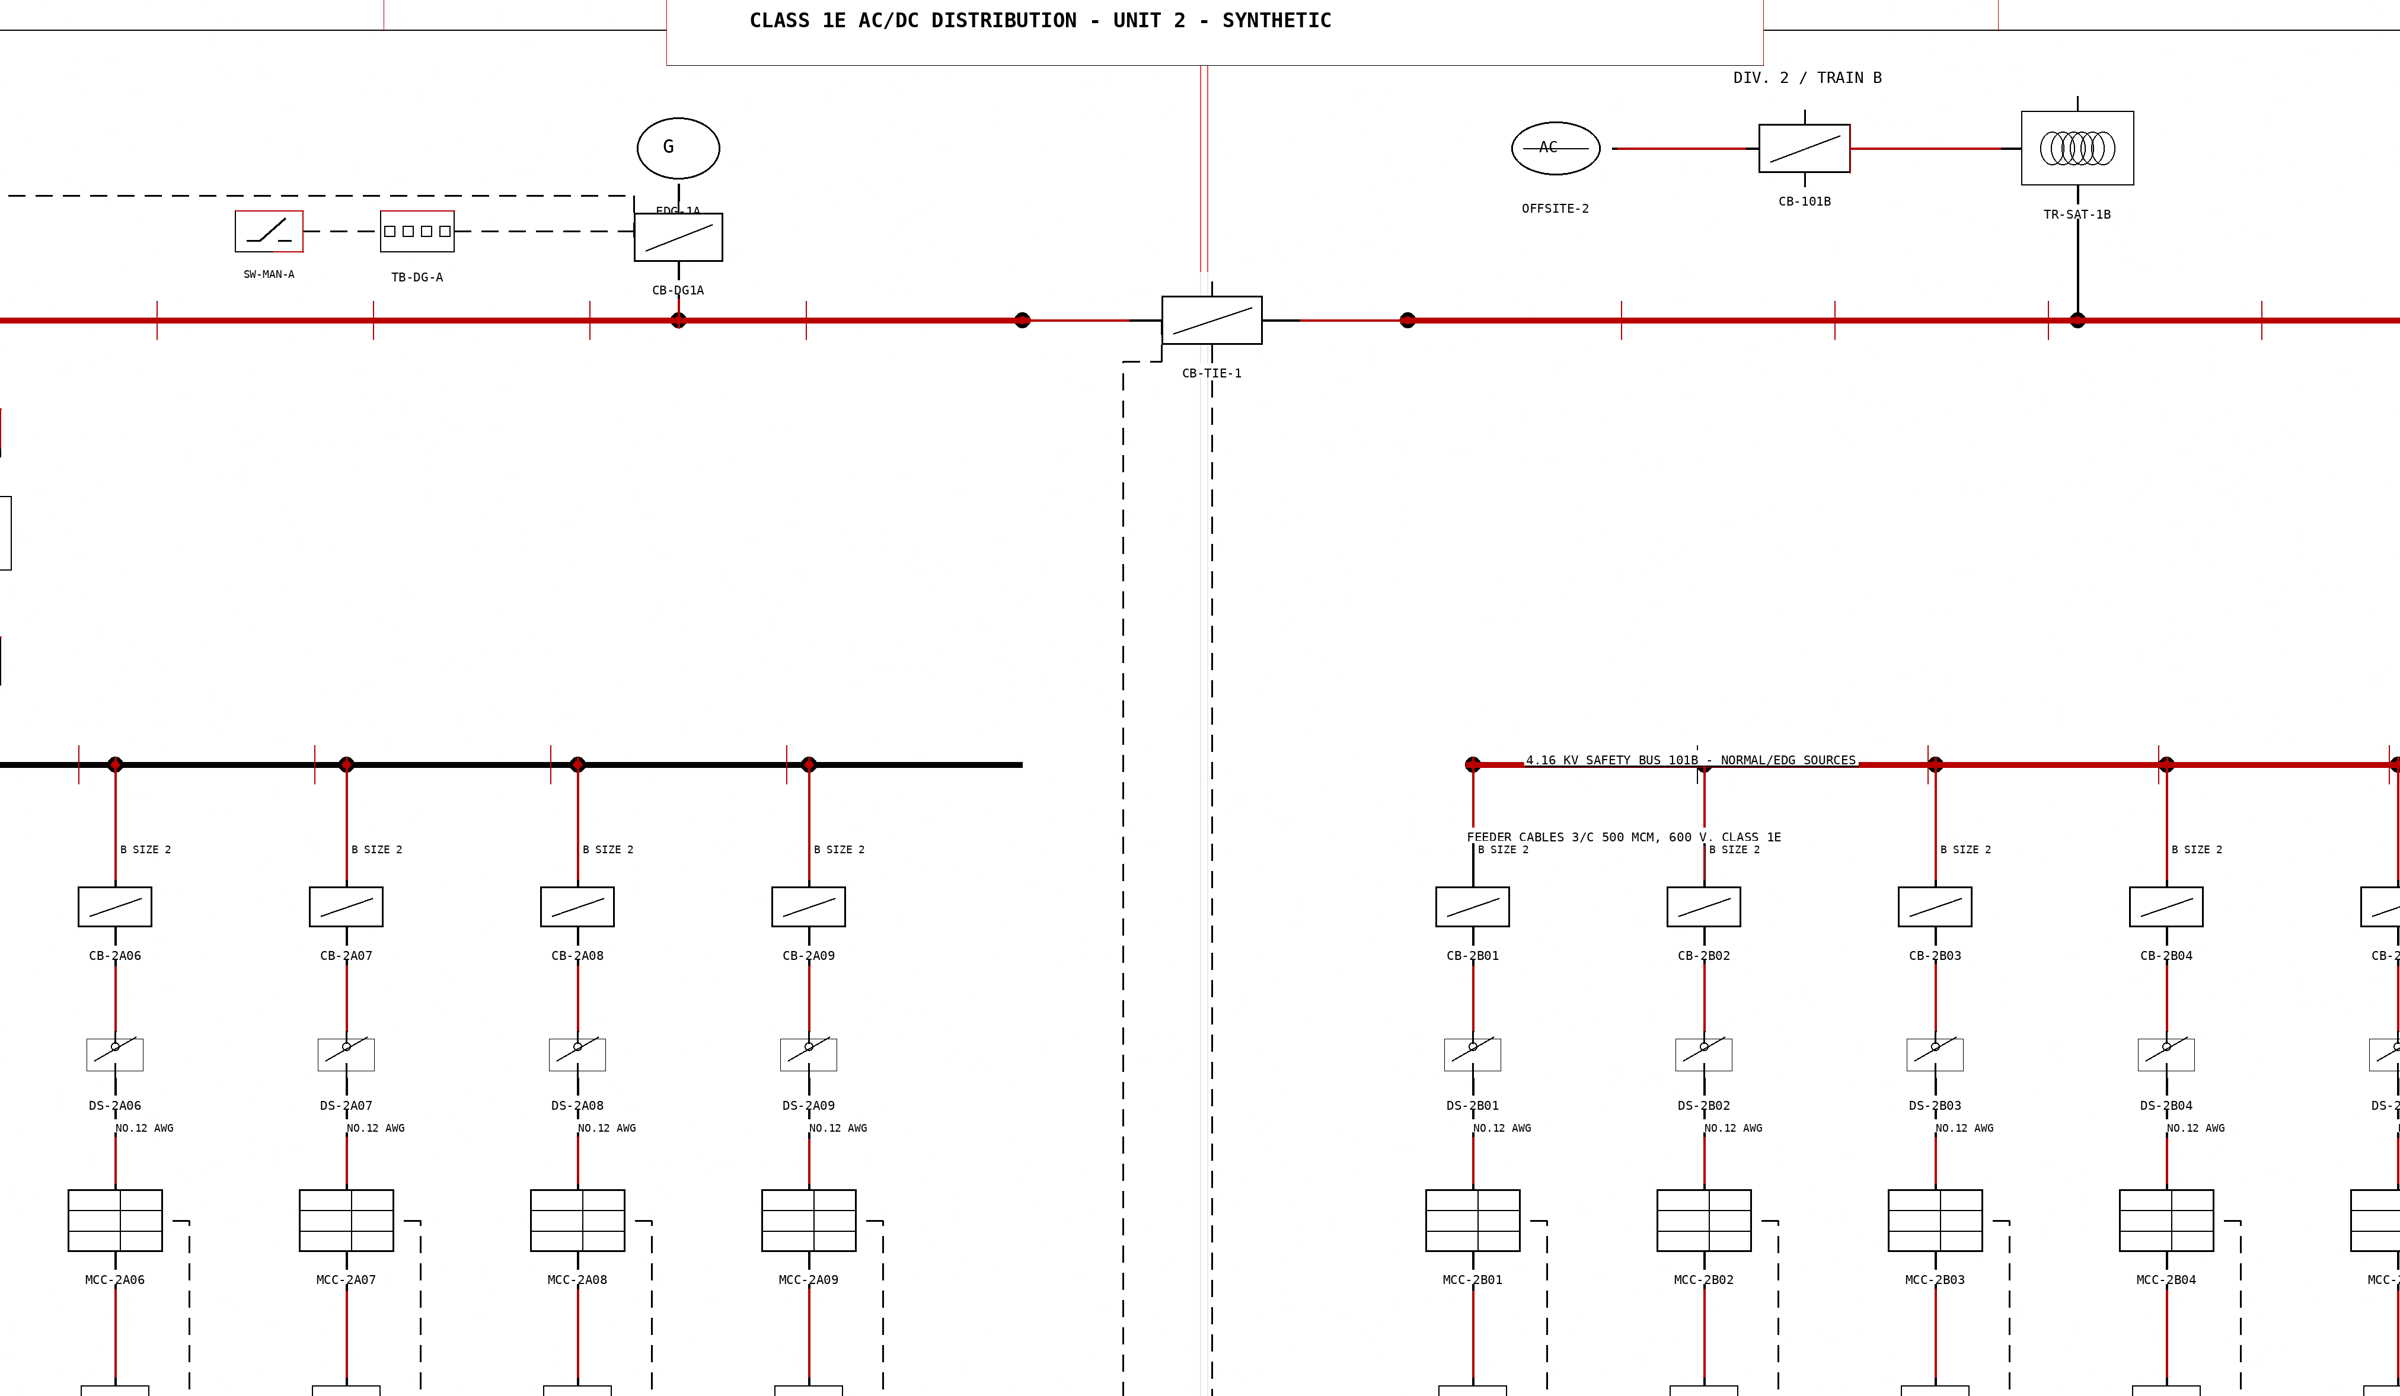 CLASS 1E AC/DC DISTRIBUTION - UNIT 2 - SYNTHETIC
DIV. 2 / TRAIN B
G
AC
EDG-1A
CB-101B
OFFSITE-2
TR-SAT-1B
SW-MAN-A
TB-DG-A
CB-DG1A
CB-TIE-1
4.16 KV SAFETY BUS 101B - NORMAL/EDG SOURCES
FEEDER CABLES 3/C 500 MCM, 600 V. CLASS 1E
B SIZE 2
B SIZE 2
B SIZE 2
B SIZE 2
B SIZE 2
B SIZE 2
B SIZE 2
B SIZE 2
CB-2A06
CB-2A07
CB-2A08
CB-2A09
CB-2B01
CB-2B02
CB-2B03
CB-2B04
CB-2
DS-2A06
DS-2A07
DS-2A08
DS-2A09
DS-2B01
DS-2B02
DS-2B03
DS-2B04
DS-2
NO.12 AWG
NO.12 AWG
NO.12 AWG
NO.12 AWG
NO.12 AWG
NO.12 AWG
NO.12 AWG
NO.12 AWG
MCC-2A06
MCC-2A07
MCC-2A08
MCC-2A09
MCC-2B01
MCC-2B02
MCC-2B03
MCC-2B04
MCC-